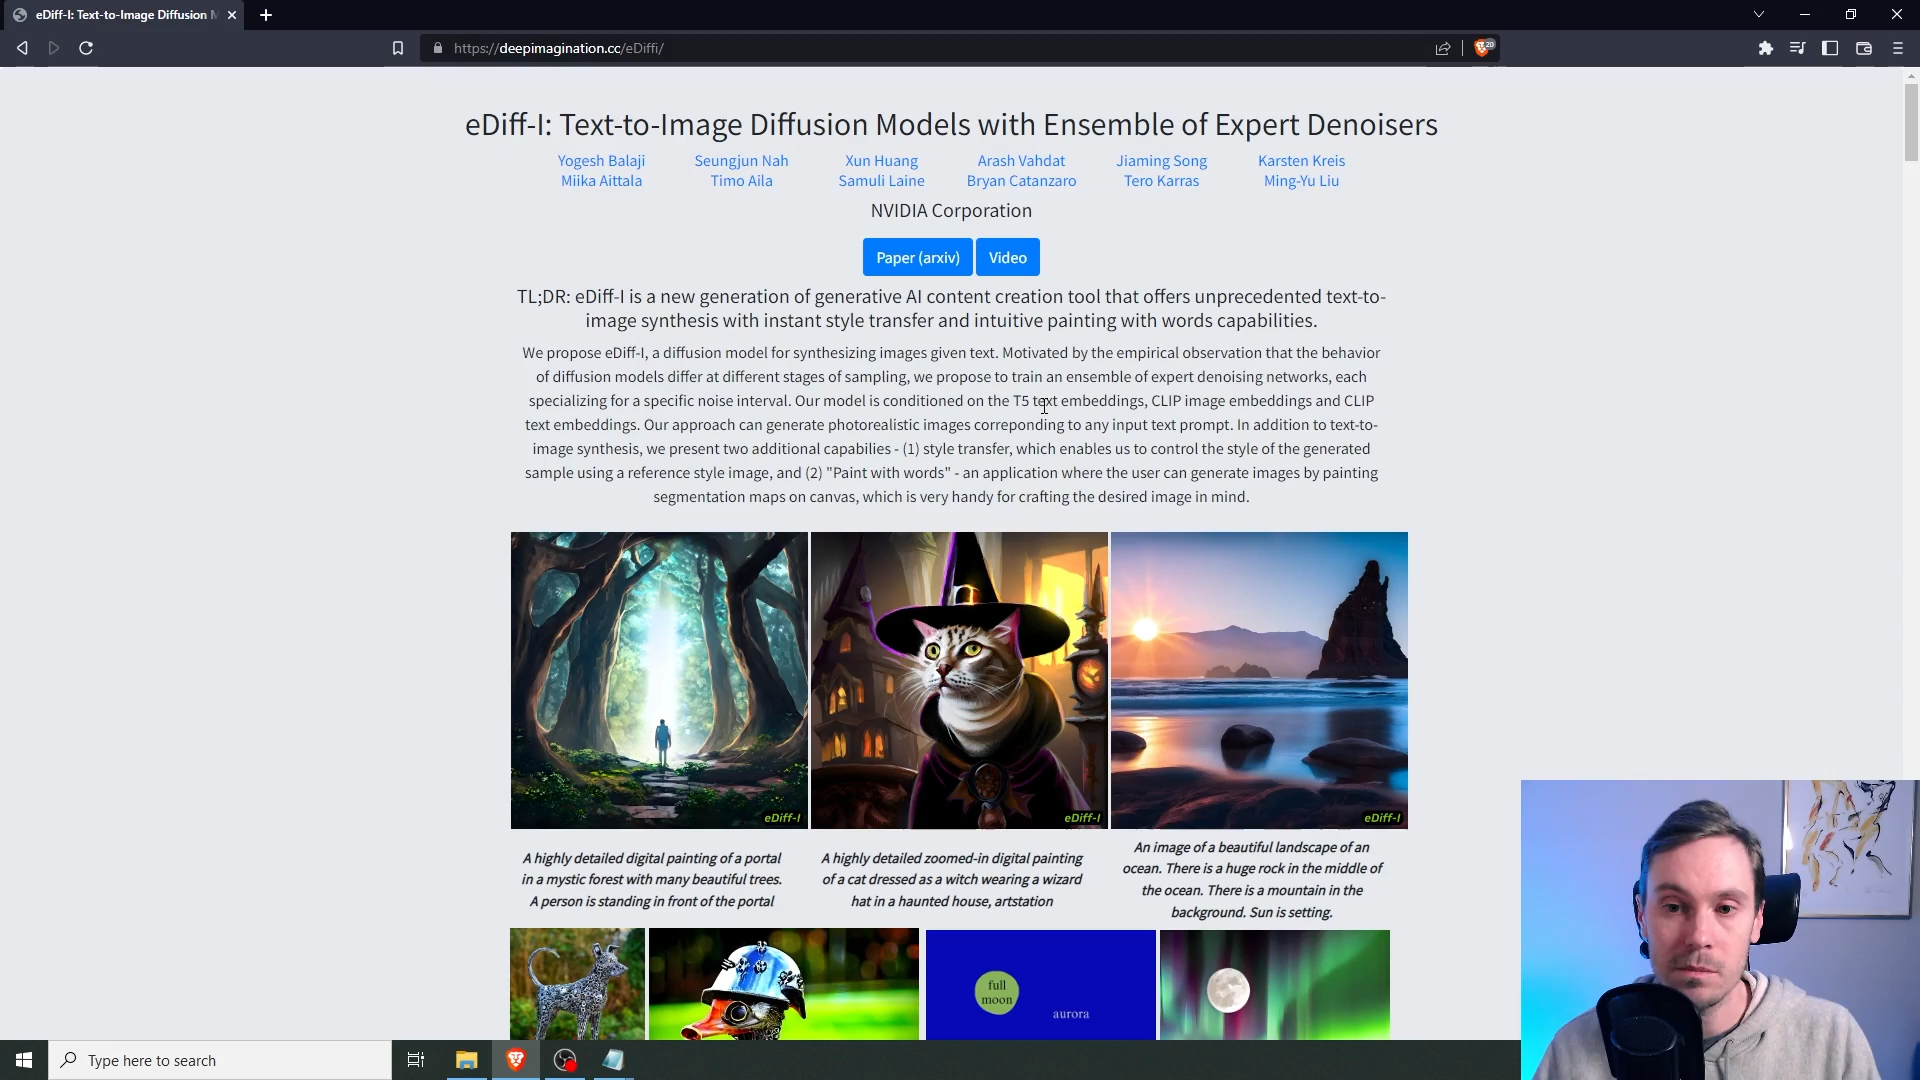 eDiff-I: Text-to-Image Diffusion M
https://deepimagination.cc/eDiffi/
20
eDiff-I: Text-to-Image Diffusion Models with Ensemble of Expert Denoisers
Yogesh Balaji Seungjun Nah Xun Huang Arash Vahdat Jiaming Song Karsten Kreis
Miika Aittala Timo Aila Samuli Laine Bryan Catanzaro Tero Karras Ming-Yu Liu
NVIDIA Corporation
Paper (arxiv) Video
TL;DR: eDiff-I is a new generation of generative AI content creation tool that offers unprecedented text-to-
image synthesis with instant style transfer and intuitive painting with words capabilities.
We propose eDiff-I, a diffusion model for synthesizing images given text. Motivated by the empirical observation that the behavior
of diffusion models differ at different stages of sampling, we propose to train an ensemble of expert denoising networks, each
specializing for a specific noise interval. Our model is conditioned on the T5 text embeddings, CLIP image embeddings and CLIP
text embeddings. Our approach can generate photorealistic images correponding to any input text prompt. In addition to text-to-
image synthesis, we present two additional capabilies - (1) style transfer, which enables us to control the style of the generated
sample using a reference style image, and (2) "Paint with words" - an application where the user can generate images by painting
segmentation maps on canvas, which is very handy for crafting the desired image in mind.
eDiff-I
eDiff-I
eDiff-I
A highly detailed digital painting of a portal
in a mystic forest with many beautiful trees.
A person is standing in front of the portal
A highly detailed zoomed-in digital painting
of a cat dressed as a witch wearing a wizard
hat in a haunted house, artstation
An image of a beautiful landscape of an
ocean. There is a huge rock in the middle of
the ocean. There is a mountain in the
background. Sun is setting.
full
moon
aurora
Type here to search